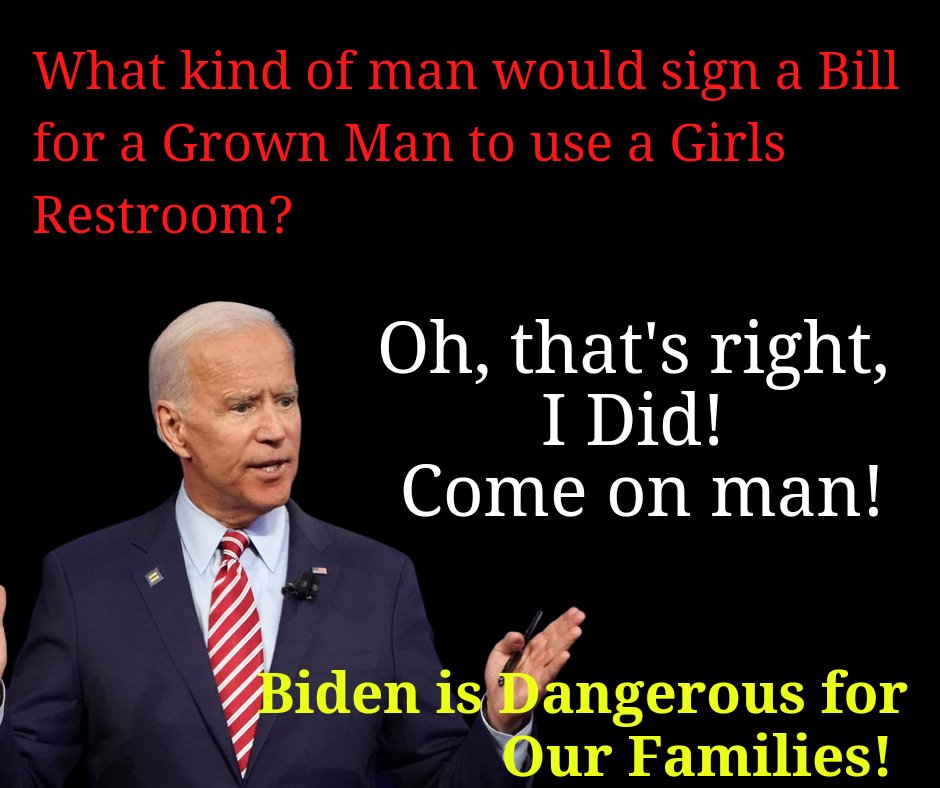 What kind of man would sign a Bill
for a Grown Man to use a Girls
Restroom?
Oh, that's right,
I Did!
Come on man!
Biden is Dangerous for
Our Families!